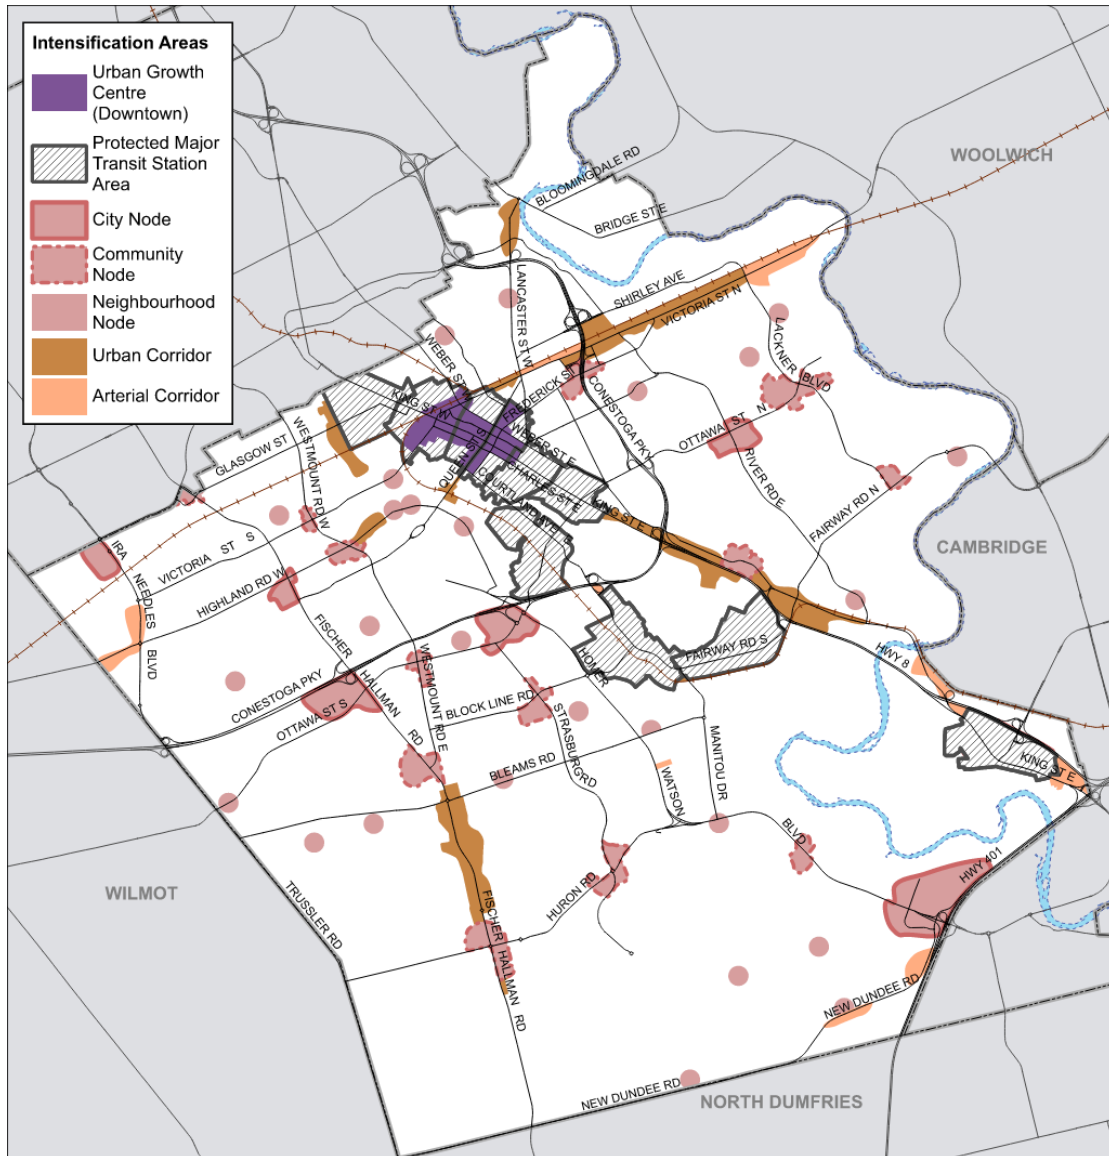 Intensification Areas
Urban Growth
Centre
(Downtown)
Protected Major
Transit Station
Area
City Node
Community
Node
Neighbourhood
Node
Urban Corridor
Arterial Corridor
WOOLWICH
BLOOMINGDALE RD
BRIDGE ST E
LANCASTER ST W
SHIRLEY AVE
VICTORIA ST N
LACKNER BLVD
WEBER ST W
FREDERICK ST
CONESTOGA PKY
KING ST W
GLASGOW ST
WESTMOUNT RD W
OTTAWA ST N
WEBER ST E
QUEEN ST S
CHARLES ST E
COURTLAND AVE E
KING ST E
RIVER RD E
FAIRWAY RD N
CAMBRIDGE
IRA NEEDLES BLVD
VICTORIA ST S
HIGHLAND RD W
FISCHER HALLMAN RD
HOMER
FAIRWAY RD S
HWY 8
CONESTOGA PKY
OTTAWA ST S
WESTMOUNT RD E
BLOCK LINE RD
STRASBURG RD
MANITOU DR
BLEAMS RD
WATSON BLVD
KING ST E
WILMOT
TRUSSLER RD
HURON RD
HWY 401
FISCHER HALLMAN RD
NEW DUNDEE RD
NEW DUNDEE RD
NORTH DUMFRIES